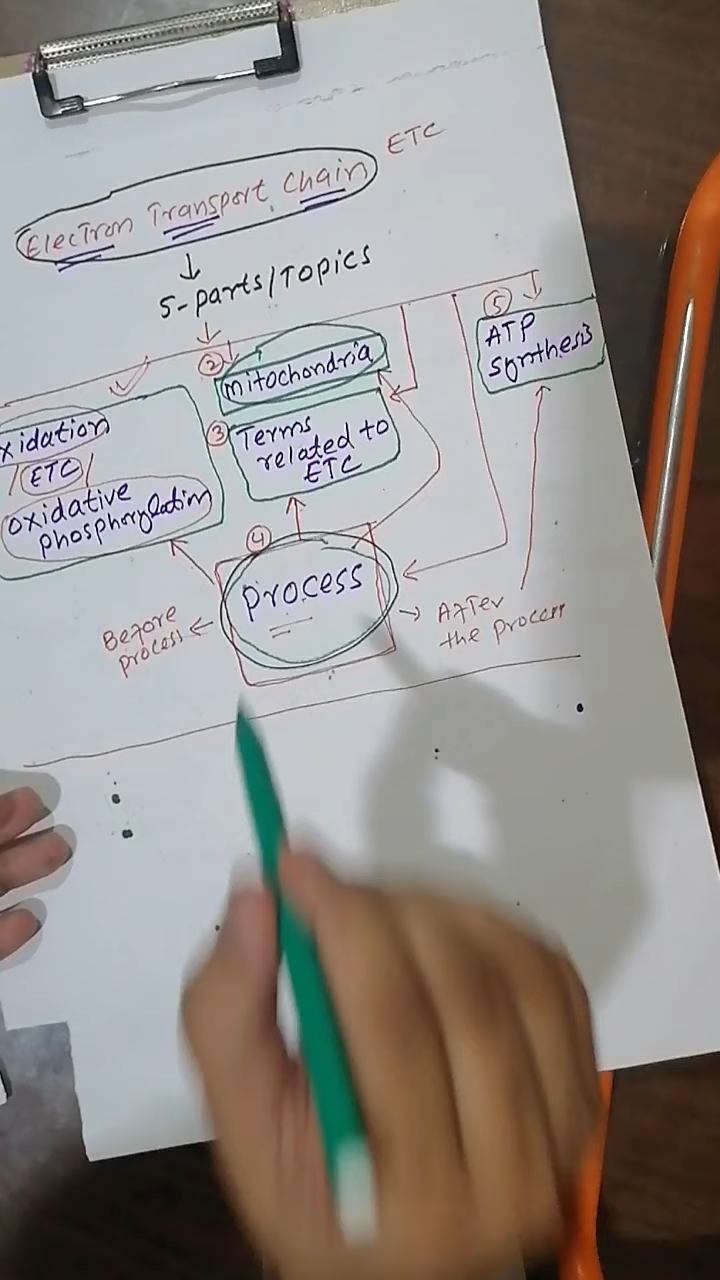 ETC
Electron Transport Chain
↓
5-parts/Topics
↓
xidation
/ETC/
oxidative
phosphorylation
② ↓
mitochondria
③ Terms
related to
ETC
⑤ ↓
ATP
synthesis
④
process
Before
process ←
→ After
the process